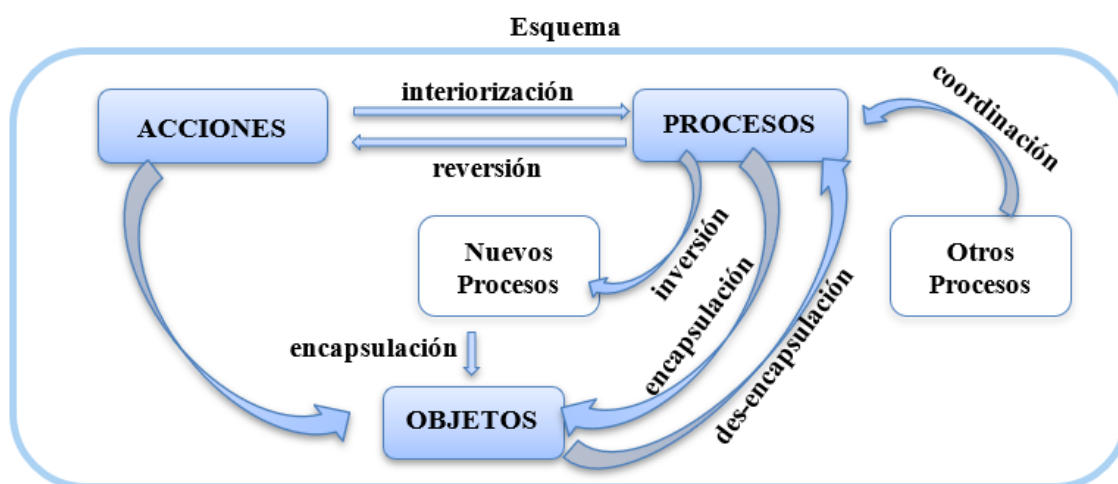 Esquema
ACCIONES
interiorización
reversión
PROCESOS
coordinación
Nuevos
Procesos
inversión
encapsulación
des-encapsulación
Otros
Procesos
encapsulación
OBJETOS